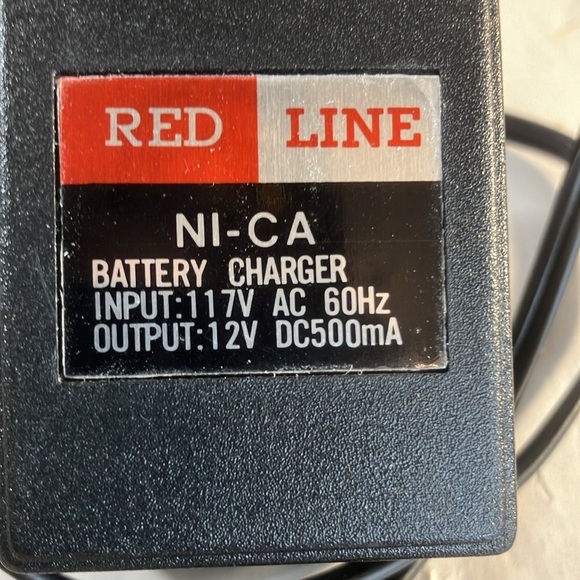 RED LINE
NI-CA
BATTERY CHARGER
INPUT:117V AC 60Hz
OUTPUT:12V DC500mA